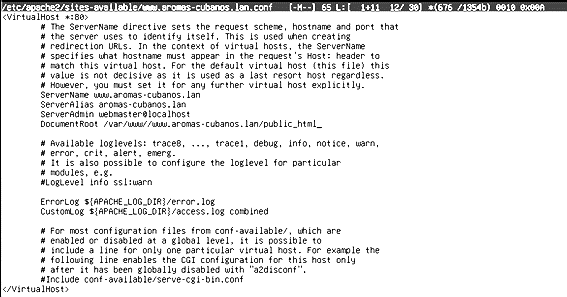 /etc/apache2/sites-available/www.aromas-cubanos.lan.conf [-M--] 65 L:[ 1+11 12/ 30] *(676 /1354b) 0010 0x00A
<VirtualHost *:80>
# The ServerName directive sets the request scheme, hostname and port that
# the server uses to identify itself. This is used when creating
# redirection URLs. In the context of virtual hosts, the ServerName
# specifies what hostname must appear in the request's Host: header to
# match this virtual host. For the default virtual host (this file) this
# value is not decisive as it is used as a last resort host regardless.
# However, you must set it for any further virtual host explicitly.
ServerName www.aromas-cubanos.lan
ServerAlias aromas-cubanos.lan
ServerAdmin webmaster@localhost
DocumentRoot /var/www//www.aromas-cubanos.lan/public_html_

# Available loglevels: trace8, ..., trace1, debug, info, notice, warn,
# error, crit, alert, emerg.
# It is also possible to configure the loglevel for particular
# modules, e.g.
#LogLevel info ssl:warn

ErrorLog ${APACHE_LOG_DIR}/error.log
CustomLog ${APACHE_LOG_DIR}/access.log combined

# For most configuration files from conf-available/, which are
# enabled or disabled at a global level, it is possible to
# include a line for only one particular virtual host. For example the
# following line enables the CGI configuration for this host only
# after it has been globally disabled with "a2disconf".
#Include conf-available/serve-cgi-bin.conf
</VirtualHost>